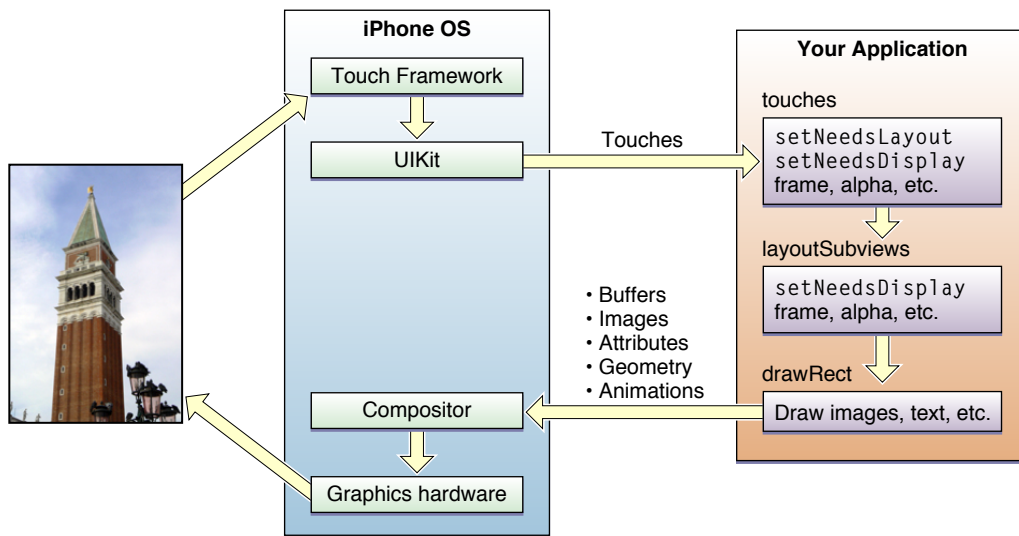 iPhone OS
Touch Framework
UIKit
Compositor
Graphics hardware
Touches
• Buffers
• Images
• Attributes
• Geometry
• Animations
Your Application
touches
setNeedsLayout
setNeedsDisplay
frame, alpha, etc.
layoutSubviews
setNeedsDisplay
frame, alpha, etc.
drawRect
Draw images, text, etc.